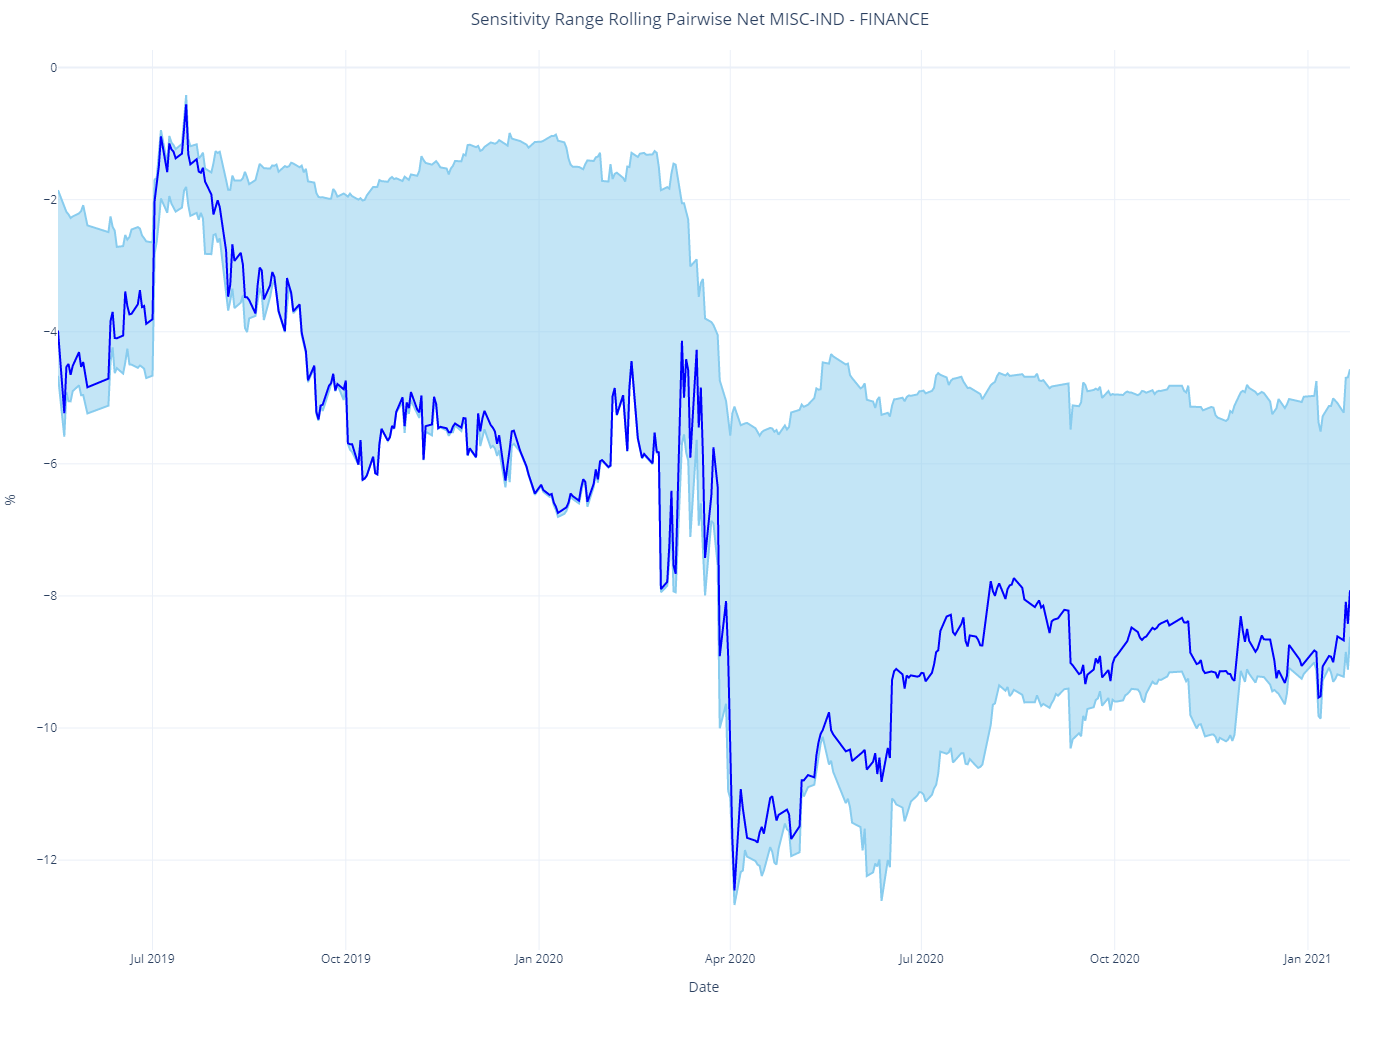 Sensitivity Range Rolling Pairwise Net MISC-IND - FINANCE
0
−2
−4
−6
−8
−10
−12
%
Jul 2019
Oct 2019
Jan 2020
Apr 2020
Jul 2020
Oct 2020
Jan 2021
Date